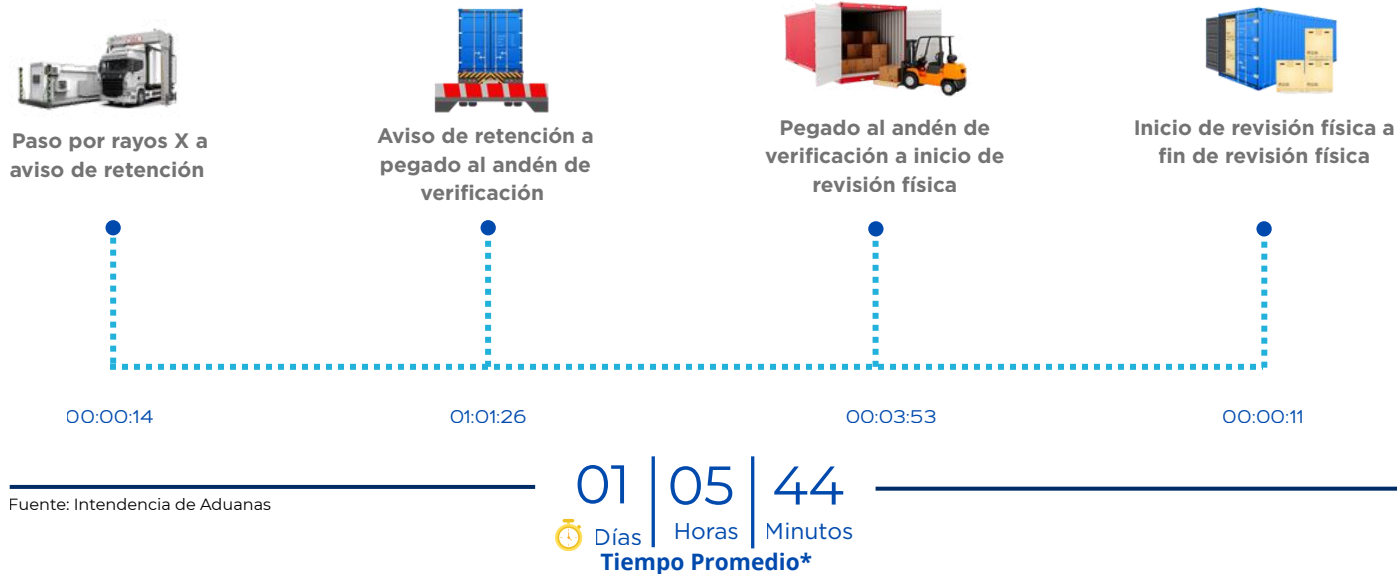 Paso por rayos X a
aviso de retención
Aviso de retención a
pegado al andén de
verificación
Pegado al andén de
verificación a inicio de
revisión física
Inicio de revisión física a
fin de revisión física
00:00:14
01:01:26
00:03:53
00:00:11
Fuente: Intendencia de Aduanas
01 05 44
Días Horas Minutos
Tiempo Promedio*